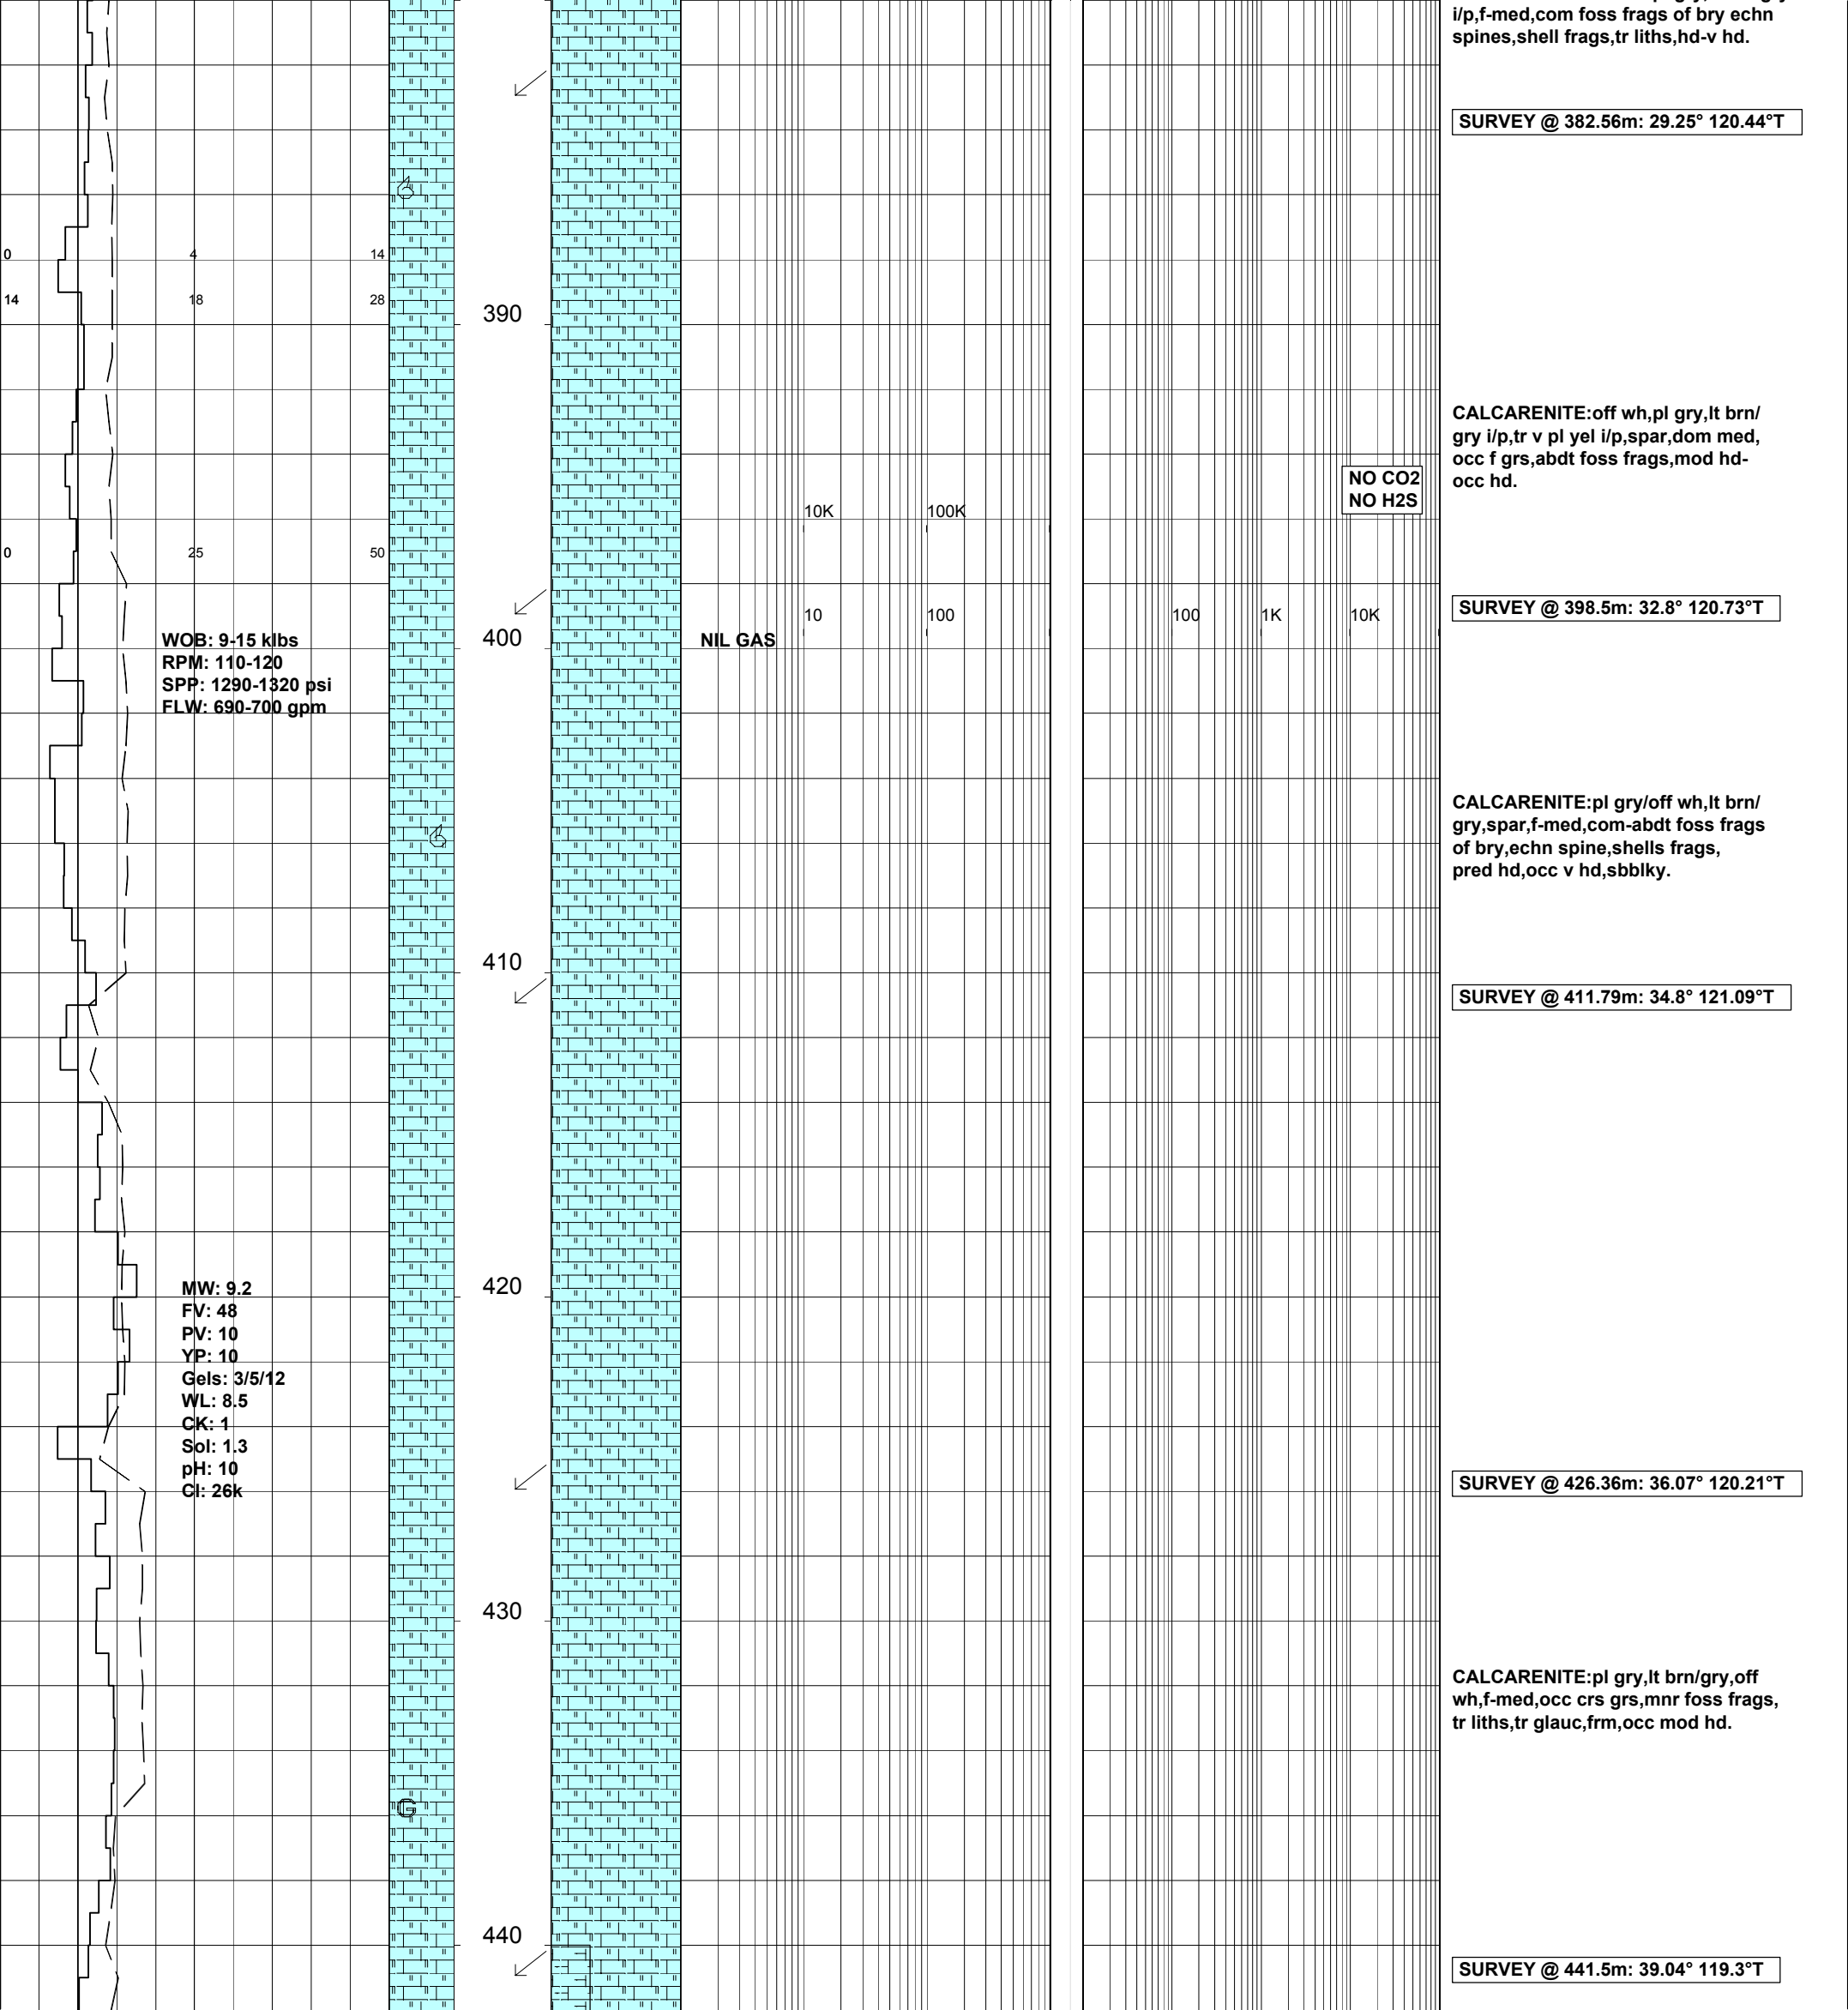 i/p,f-med,com foss frags of bry echn
spines,shell frags,tr liths,hd-v hd.
SURVEY @ 382.56m: 29.25° 120.44°T
0 4 14
14 18 28
390
CALCARENITE:off wh,pl gry,lt brn/
gry i/p,tr v pl yel i/p,spar,dom med,
occ f grs,abdt foss frags,mod hd-
occ hd.
NO CO2
NO H2S
10K 100K
0 25 50
SURVEY @ 398.5m: 32.8° 120.73°T
10 100
100 1K 10K
400
NIL GAS
WOB: 9-15 klbs
RPM: 110-120
SPP: 1290-1320 psi
FLW: 690-700 gpm
CALCARENITE:pl gry/off wh,lt brn/
gry,spar,f-med,com-abdt foss frags
of bry,echn spine,shells frags,
pred hd,occ v hd,sbblky.
410
SURVEY @ 411.79m: 34.8° 121.09°T
420
MW: 9.2
FV: 48
PV: 10
YP: 10
Gels: 3/5/12
WL: 8.5
CK: 1
Sol: 1.3
pH: 10
Cl: 26k
SURVEY @ 426.36m: 36.07° 120.21°T
430
CALCARENITE:pl gry,lt brn/gry,off
wh,f-med,occ crs grs,mnr foss frags,
tr liths,tr glauc,frm,occ mod hd.
G
440
SURVEY @ 441.5m: 39.04° 119.3°T